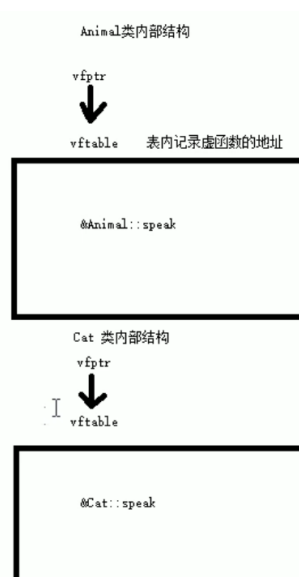 Animal类内部结构
vfptr
vftable 表内记录虚函数的地址
&Animal::speak
Cat 类内部结构
vfptr
vftable
&Cat::speak